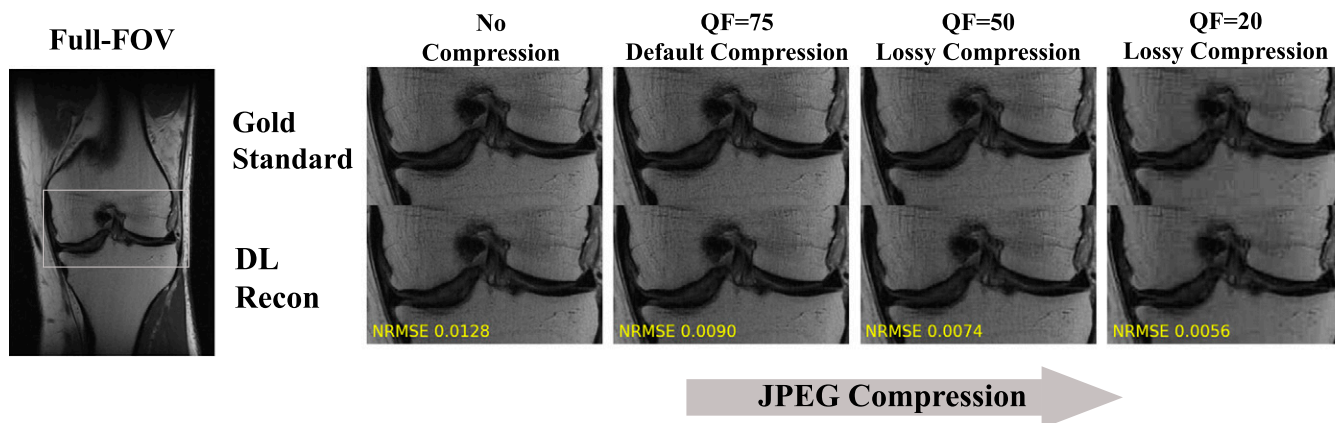 Full-FOV
No
Compression
QF=75
Default Compression
QF=50
Lossy Compression
QF=20
Lossy Compression
Gold
Standard
DL
Recon
NRMSE 0.0128
NRMSE 0.0090
NRMSE 0.0074
NRMSE 0.0056
JPEG Compression